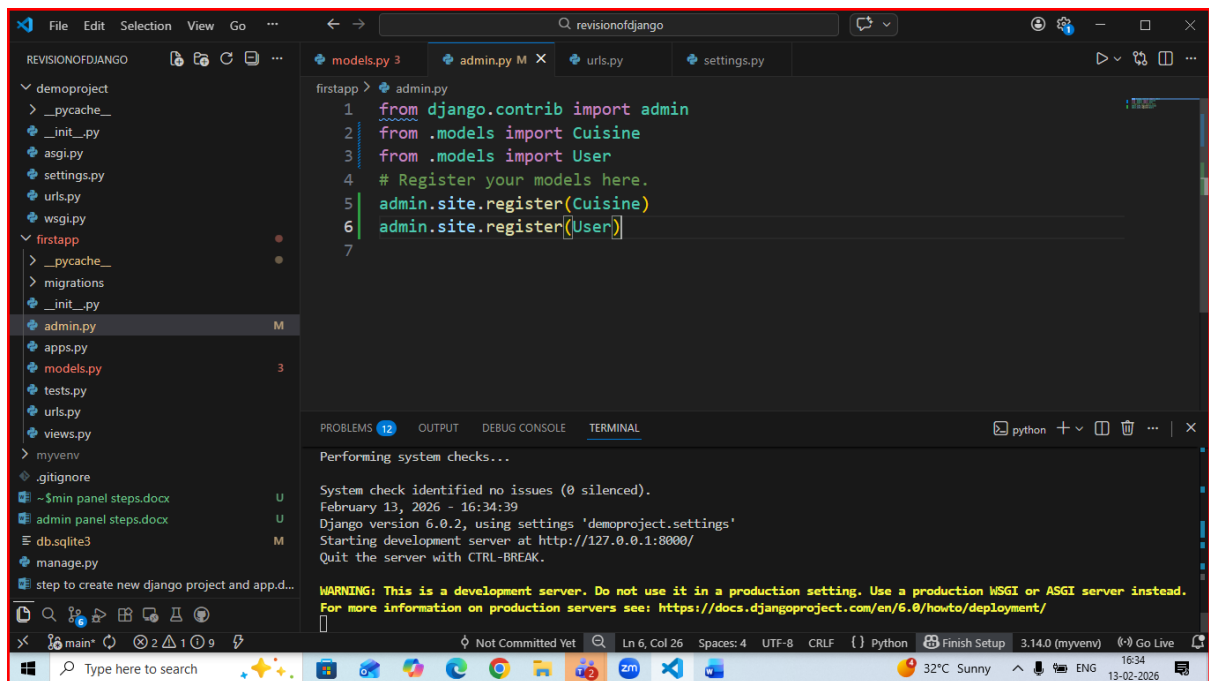 File Edit Selection View Go ··· ← → revisionofdjango
REVISIONOFDJANGO ···
models.py 3 admin.py M × urls.py settings.py ···
demoproject
__pycache__
__init__.py
asgi.py
settings.py
urls.py
wsgi.py
firstapp
__pycache__
migrations
__init__.py
admin.py M
apps.py
models.py 3
tests.py
urls.py
views.py
myvenv
.gitignore
~$min panel steps.docx U
admin panel steps.docx U
db.sqlite3 M
manage.py
step to create new django project and app.d...
firstapp > admin.py
1 from django.contrib import admin
2 from .models import Cuisine
3 from .models import User
4 # Register your models here.
5 admin.site.register(Cuisine)
6 admin.site.register(User)
7
PROBLEMS 12 OUTPUT DEBUG CONSOLE TERMINAL python ···
Performing system checks...
System check identified no issues (0 silenced).
February 13, 2026 - 16:34:39
Django version 6.0.2, using settings 'demoproject.settings'
Starting development server at http://127.0.0.1:8000/
Quit the server with CTRL-BREAK.
WARNING: This is a development server. Do not use it in a production setting. Use a production WSGI or ASGI server instead.
For more information on production servers see: https://docs.djangoproject.com/en/6.0/howto/deployment/
6
main* 2 1 9 Not Committed Yet Ln 6, Col 26 Spaces: 4 UTF-8 CRLF { } Python Finish Setup 3.14.0 (myvenv) Go Live
Type here to search 2 zm 32°C Sunny ENG 16:34
13-02-2026